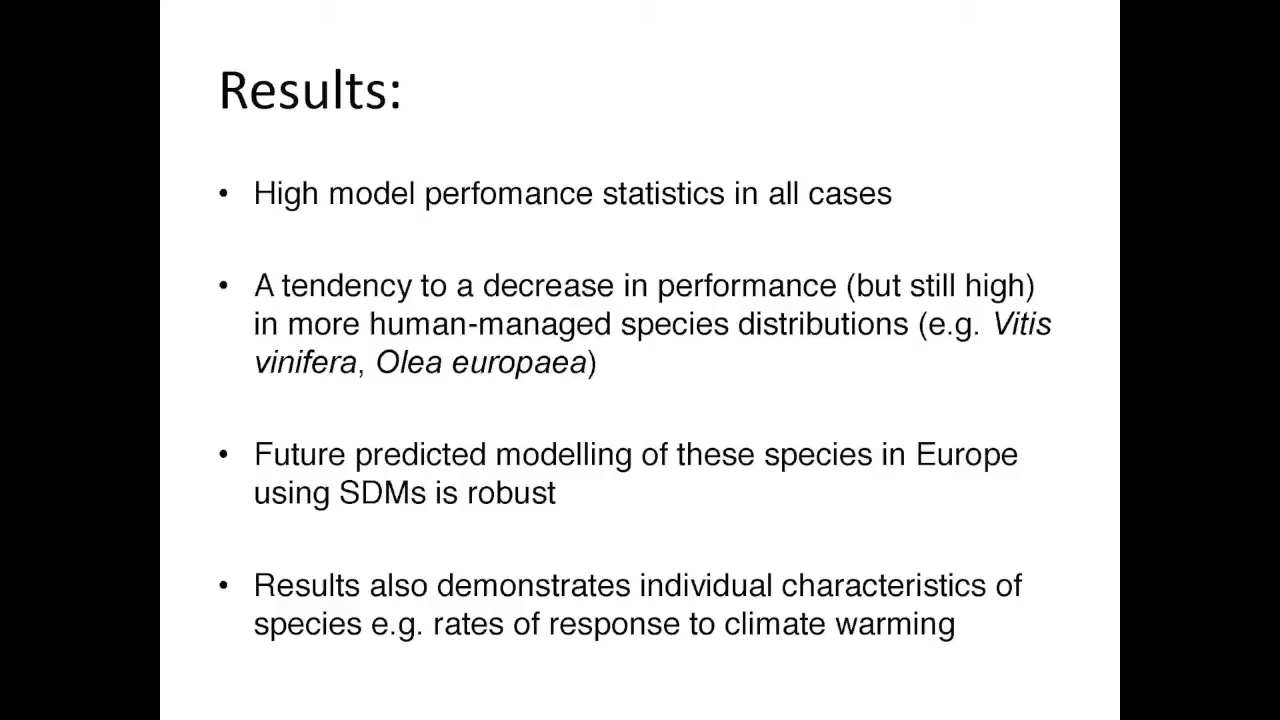 Results:
• High model perfomance statistics in all cases
• A tendency to a decrease in performance (but still high)
in more human-managed species distributions (e.g. Vitis
vinifera, Olea europaea)
• Future predicted modelling of these species in Europe
using SDMs is robust
• Results also demonstrates individual characteristics of
species e.g. rates of response to climate warming